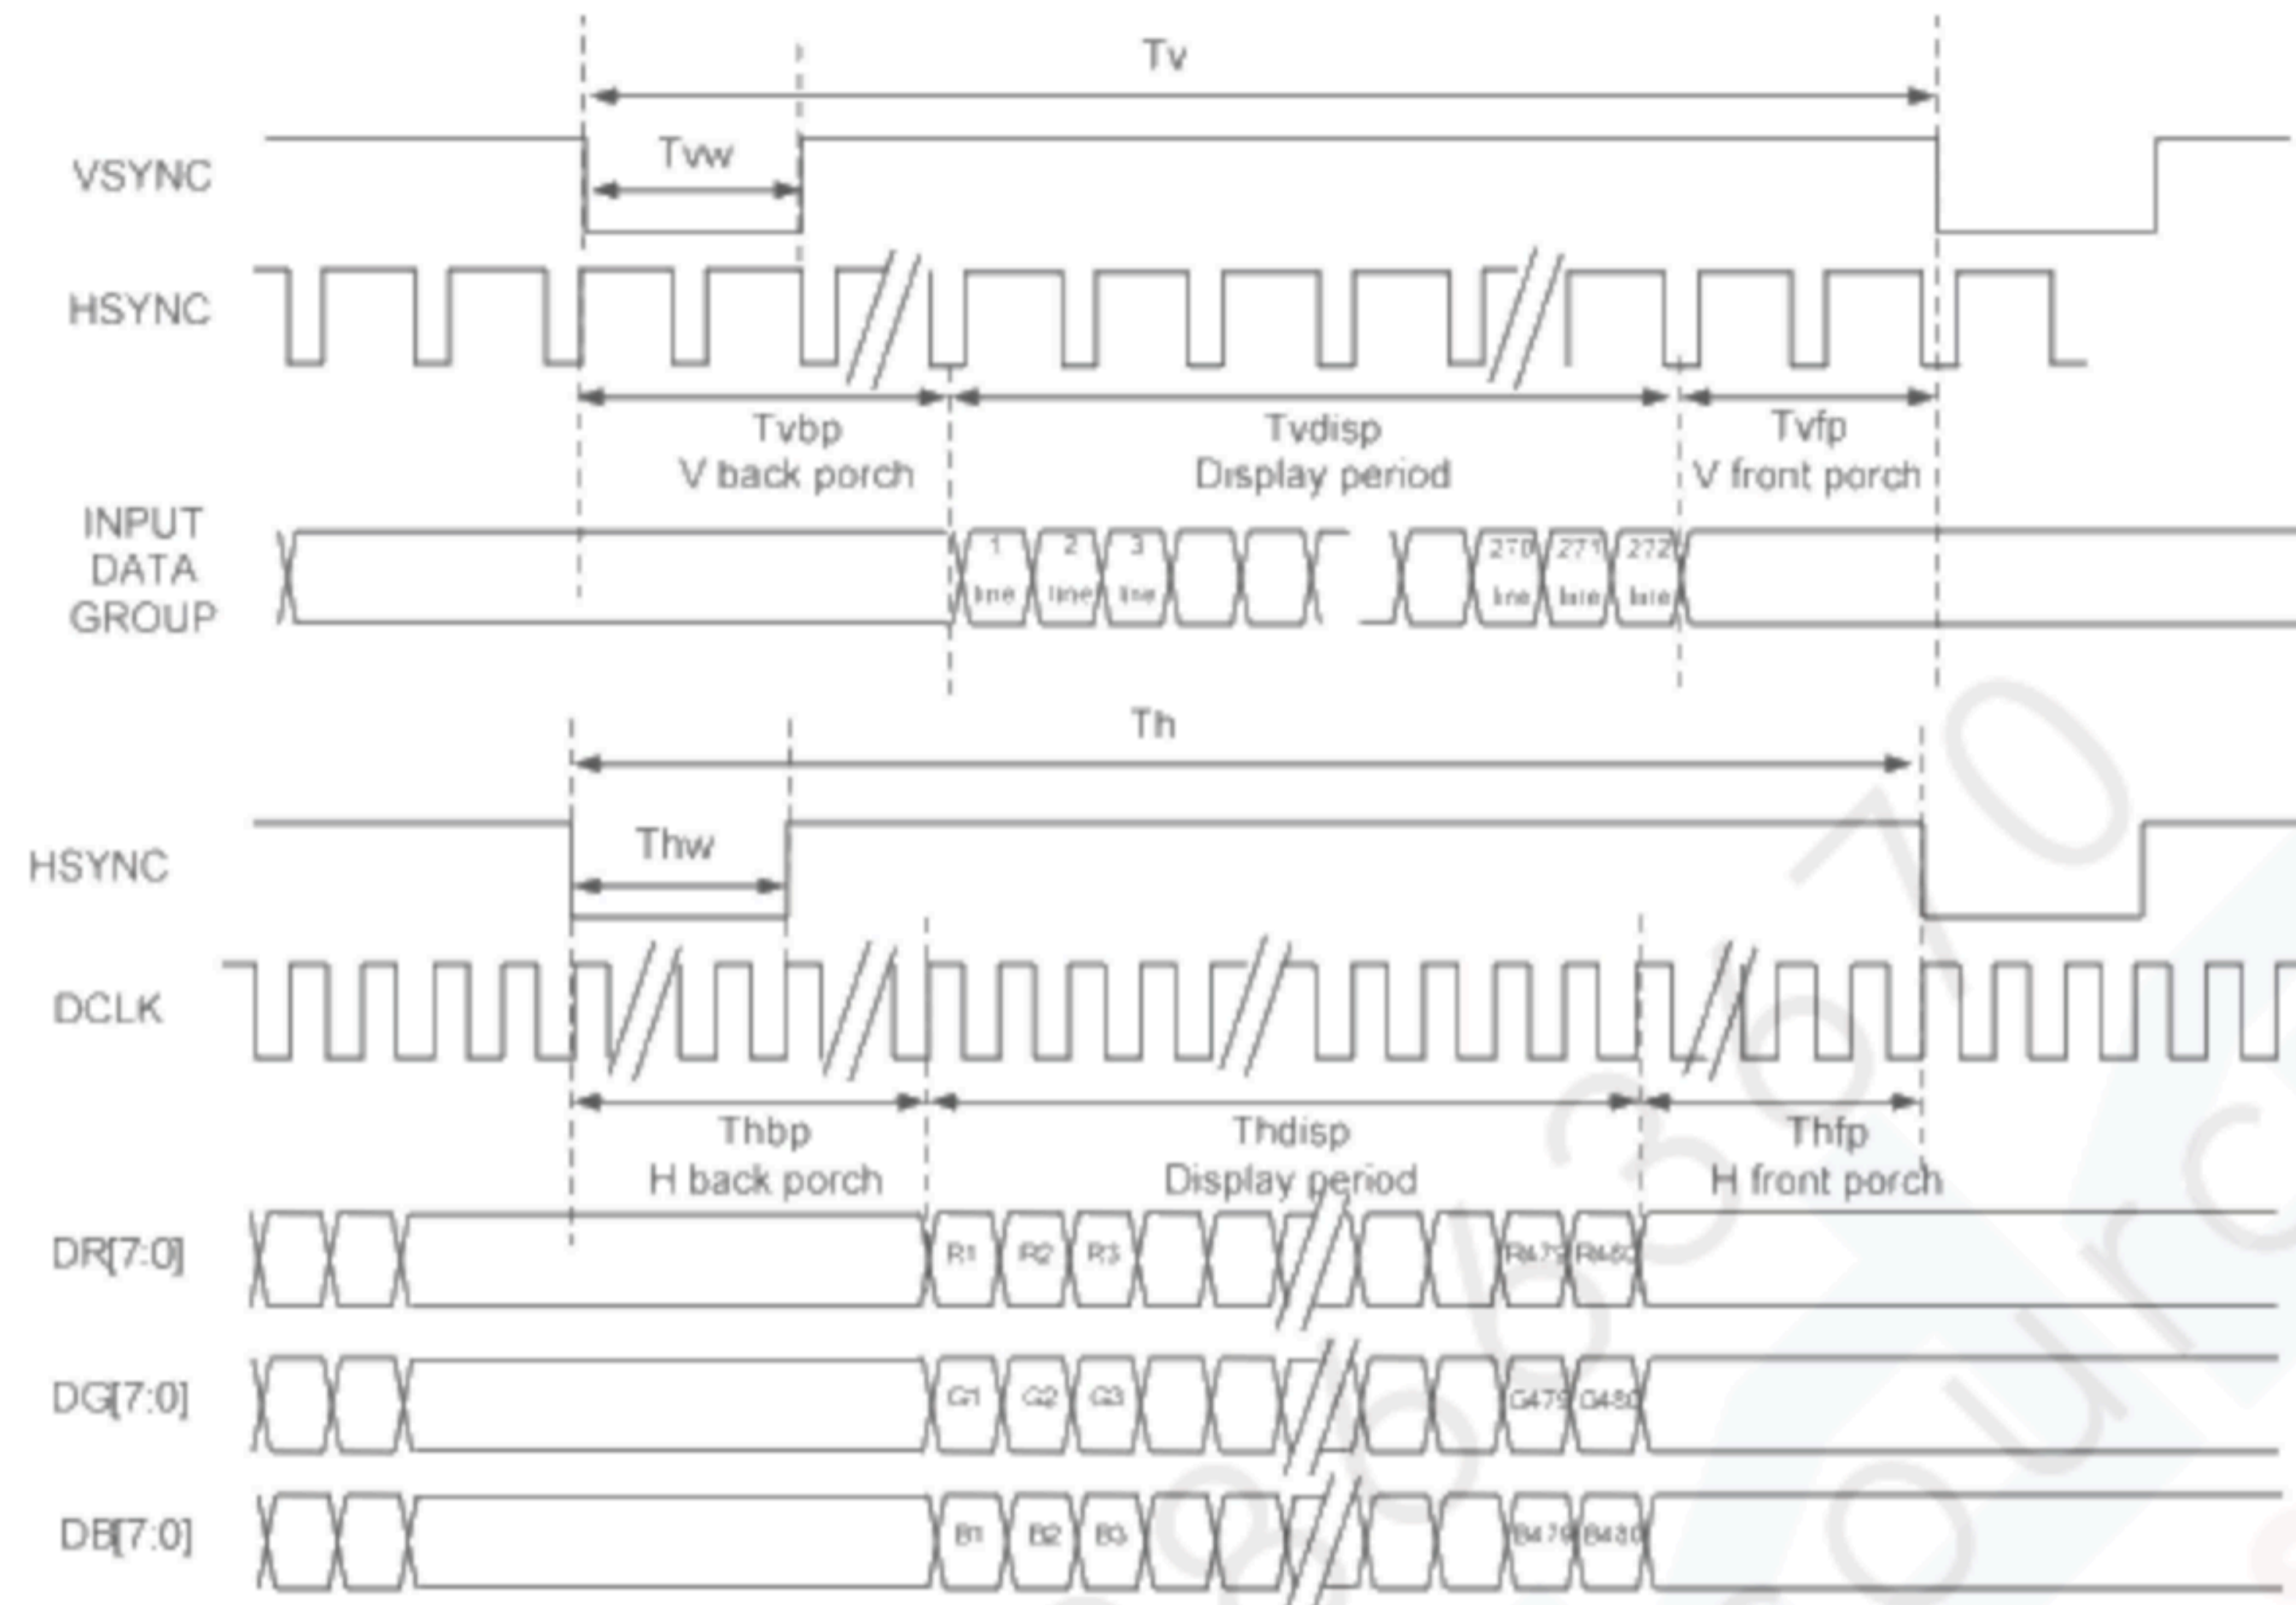 Tv
VSYNC
Tvw
HSYNC
Tvbp
V back porch
Tvdisp
Display period
Tvfp
V front porch
INPUT
DATA
GROUP
1 line
2 line
3 line
270 line
271 line
272 line
Th
HSYNC
Thw
DCLK
Thbp
H back porch
Thdisp
Display period
Thfp
H front porch
DR[7:0]
R1 R2 R3 R479 R480
DG[7:0]
G1 G2 G3 G479 G480
DB[7:0]
B1 B2 B3 B479 B480